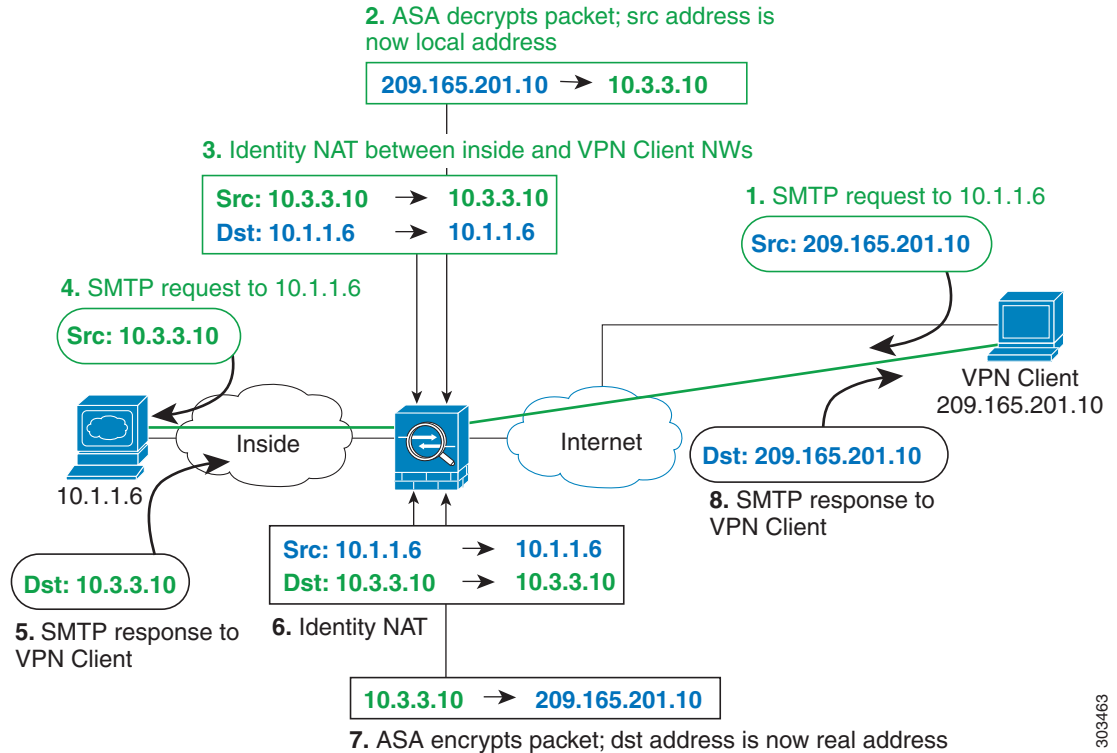 2. ASA decrypts packet; src address is
now local address
209.165.201.10 → 10.3.3.10
3. Identity NAT between inside and VPN Client NWs
Src: 10.3.3.10 → 10.3.3.10
Dst: 10.1.1.6 → 10.1.1.6
1. SMTP request to 10.1.1.6
Src: 209.165.201.10
4. SMTP request to 10.1.1.6
Src: 10.3.3.10
VPN Client
209.165.201.10
Inside
Internet
10.1.1.6
Dst: 209.165.201.10
8. SMTP response to
VPN Client
Src: 10.1.1.6 → 10.1.1.6
Dst: 10.3.3.10 → 10.3.3.10
6. Identity NAT
Dst: 10.3.3.10
5. SMTP response to
VPN Client
10.3.3.10 → 209.165.201.10
7. ASA encrypts packet; dst address is now real address
303463